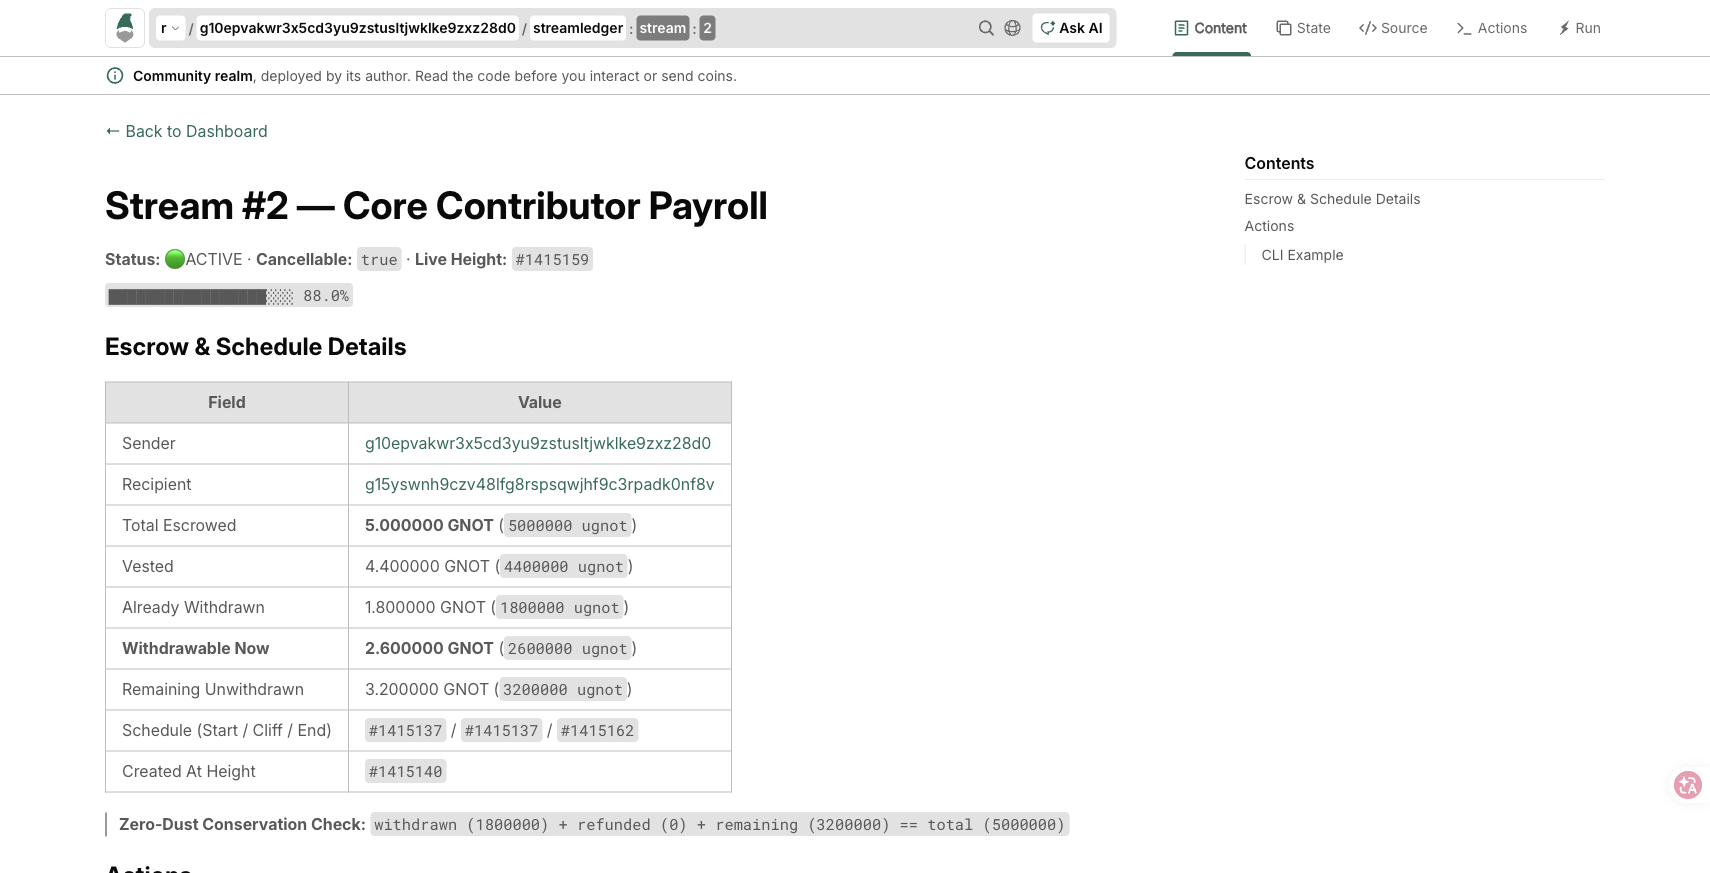 r / g10epvakwr3x5cd3yu9zstusltjwklke9zxz28d0 / streamledger : stream : 2
Ask AI
Content
State
Source
Actions
Run
Community realm, deployed by its author. Read the code before you interact or send coins.
← Back to Dashboard
Stream #2 — Core Contributor Payroll
Status: ACTIVE · Cancellable: true · Live Height: #1415159
88.0%
Escrow & Schedule Details
Field Value
Sender g10epvakwr3x5cd3yu9zstusltjwklke9zxz28d0
Recipient g15yswnh9czv48lfg8rspsqwjhf9c3rpadk0nf8v
Total Escrowed 5.000000 GNOT (5000000 ugnot)
Vested 4.400000 GNOT (4400000 ugnot)
Already Withdrawn 1.800000 GNOT (1800000 ugnot)
Withdrawable Now 2.600000 GNOT (2600000 ugnot)
Remaining Unwithdrawn 3.200000 GNOT (3200000 ugnot)
Schedule (Start / Cliff / End) #1415137 / #1415137 / #1415162
Created At Height #1415140
Zero-Dust Conservation Check: withdrawn (1800000) + refunded (0) + remaining (3200000) == total (5000000)
Actions
Contents
Escrow & Schedule Details
Actions
CLI Example